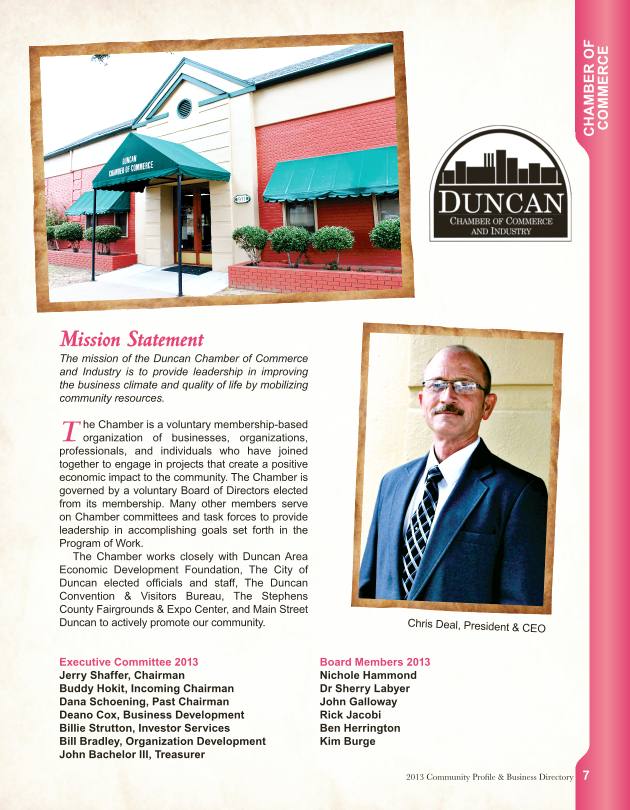 CHAMBER OF
COMMERCE
DUNCAN
CHAMBER OF COMMERCE
DUNCAN
CHAMBER OF COMMERCE
AND INDUSTRY
Mission Statement
The mission of the Duncan Chamber of Commerce
and Industry is to provide leadership in improving
the business climate and quality of life by mobilizing
community resources.
The Chamber is a voluntary membership-based
organization of businesses, organizations,
professionals, and individuals who have joined
together to engage in projects that create a positive
economic impact to the community. The Chamber is
governed by a voluntary Board of Directors elected
from its membership. Many other members serve
on Chamber committees and task forces to provide
leadership in accomplishing goals set forth in the
Program of Work.
The Chamber works closely with Duncan Area
Economic Development Foundation, The City of
Duncan elected officials and staff, The Duncan
Convention & Visitors Bureau, The Stephens
County Fairgrounds & Expo Center, and Main Street
Duncan to actively promote our community.
Chris Deal, President & CEO
Executive Committee 2013
Jerry Shaffer, Chairman
Buddy Hokit, Incoming Chairman
Dana Schoening, Past Chairman
Deano Cox, Business Development
Billie Strutton, Investor Services
Bill Bradley, Organization Development
John Bachelor III, Treasurer
Board Members 2013
Nichole Hammond
Dr Sherry Labyer
John Galloway
Rick Jacobi
Ben Herrington
Kim Burge
2013 Community Profile & Business Directory
7